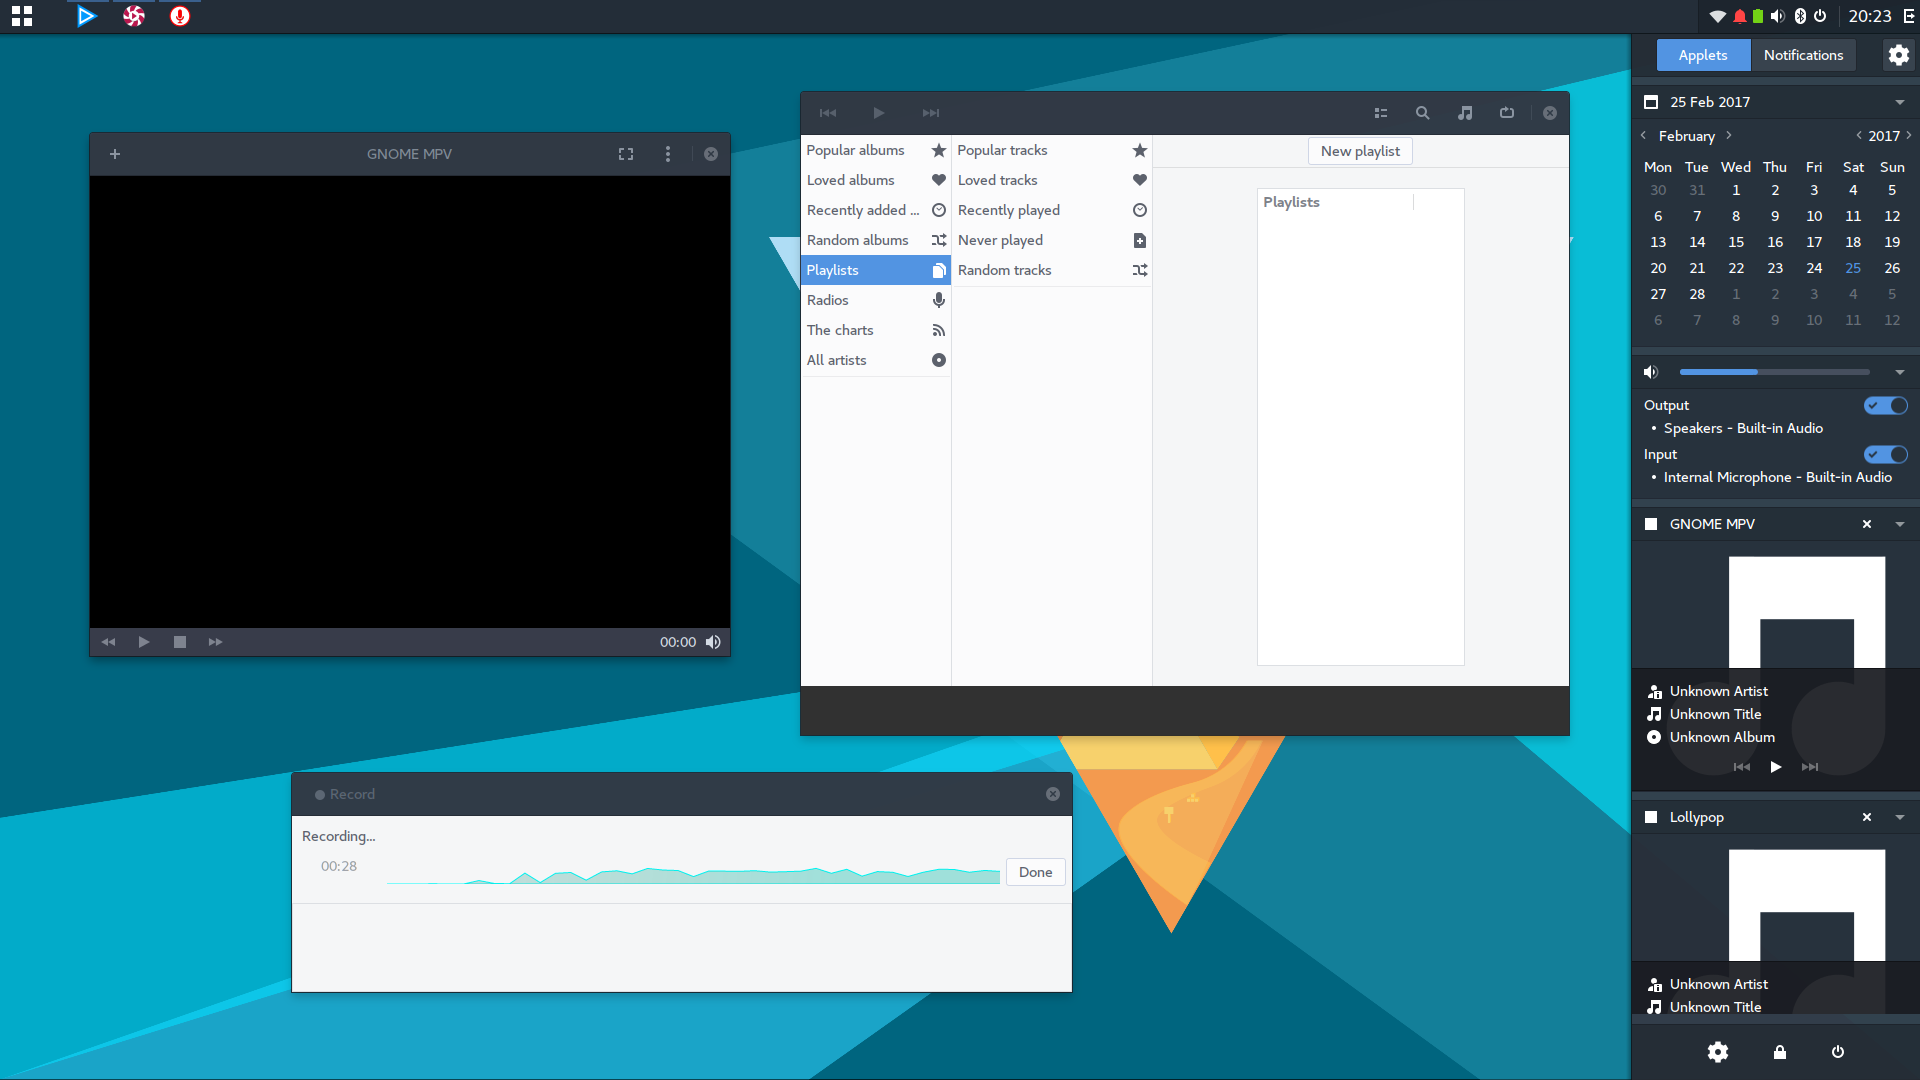 20:23
GNOME MPV
00:00
Popular albums
Loved albums
Recently added ...
Random albums
Playlists
Radios
The charts
All artists
Popular tracks
Loved tracks
Recently played
Never played
Random tracks
New playlist
Playlists
Record
Recording...
00:28
Done
Applets Notifications
25 Feb 2017
February 2017
Mon Tue Wed Thu Fri Sat Sun
30 31 1 2 3 4 5
6 7 8 9 10 11 12
13 14 15 16 17 18 19
20 21 22 23 24 25 26
27 28 1 2 3 4 5
6 7 8 9 10 11 12
Output
• Speakers - Built-in Audio
Input
• Internal Microphone - Built-in Audio
GNOME MPV
Unknown Artist
Unknown Title
Unknown Album
Lollypop
Unknown Artist
Unknown Title